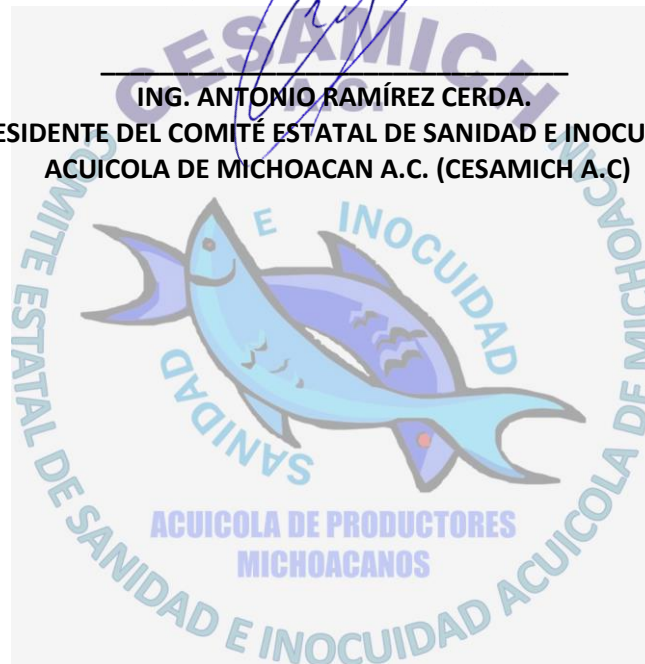 CESAMICH
A.C.
ING. ANTONIO RAMÍREZ CERDA.
ESIDENTE DEL COMITÉ ESTATAL DE SANIDAD E INOCU
ACUICOLA DE MICHOACAN A.C. (CESAMICH A.C)
COMITE ESTATAL DE SANIDAD E INOCUIDAD ACUICOLA DE MICHOACAN
E INOCUIDAD
SANIDAD
ACUICOLA DE PRODUCTORES
MICHOACANOS